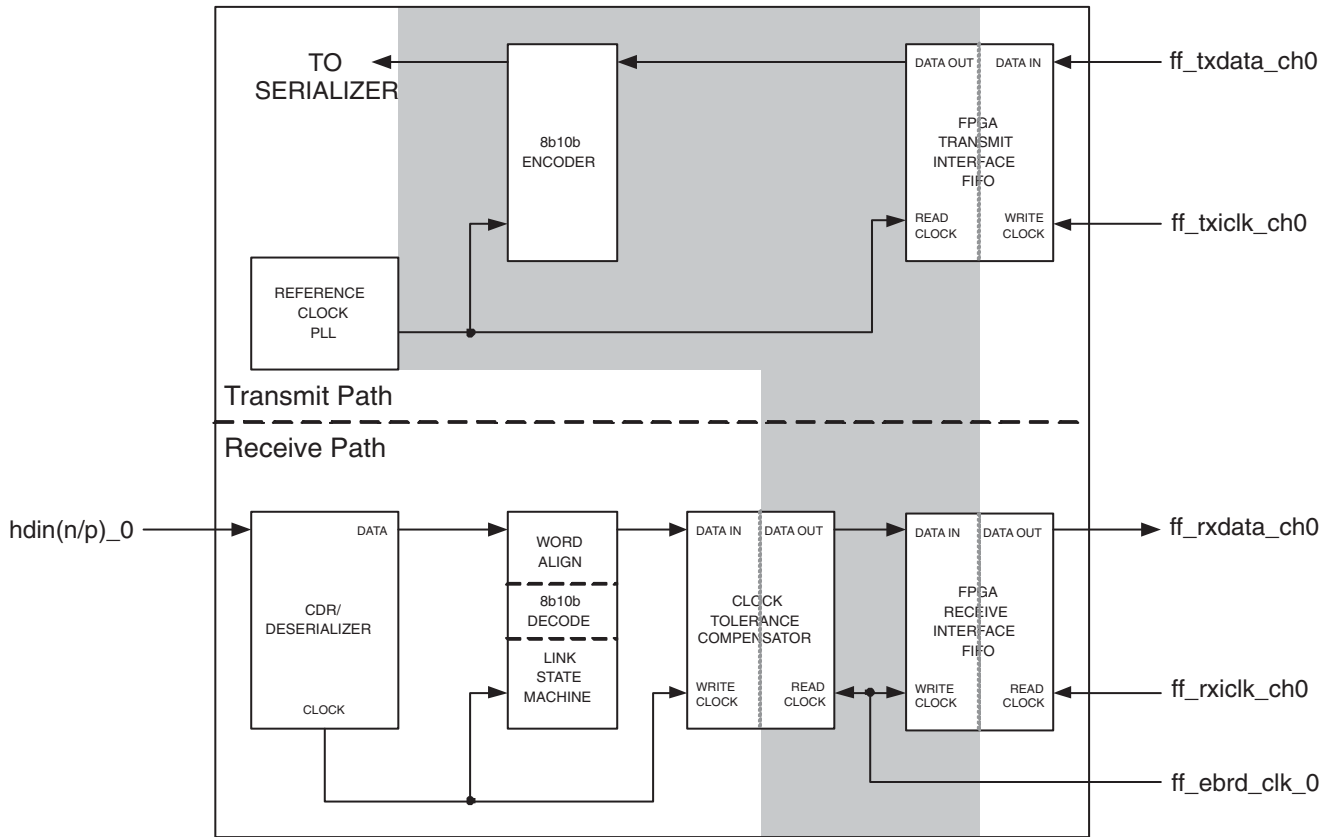 TO
SERIALIZER
8b10b
ENCODER
DATA OUT
DATA IN
FPGA
TRANSMIT
INTERFACE
FIFO
READ
CLOCK
WRITE
CLOCK
ff_txdata_ch0
ff_txiclk_ch0
REFERENCE
CLOCK
PLL
Transmit Path
Receive Path
hdin(n/p)_0
DATA
CDR/
DESERIALIZER
CLOCK
WORD
ALIGN
8b10b
DECODE
LINK
STATE
MACHINE
DATA IN
DATA OUT
CLOCK
TOLERANCE
COMPENSATOR
WRITE
CLOCK
READ
CLOCK
DATA IN
DATA OUT
FPGA
RECEIVE
INTERFACE
FIFO
WRITE
CLOCK
READ
CLOCK
ff_rxdata_ch0
ff_rxiclk_ch0
ff_ebrd_clk_0